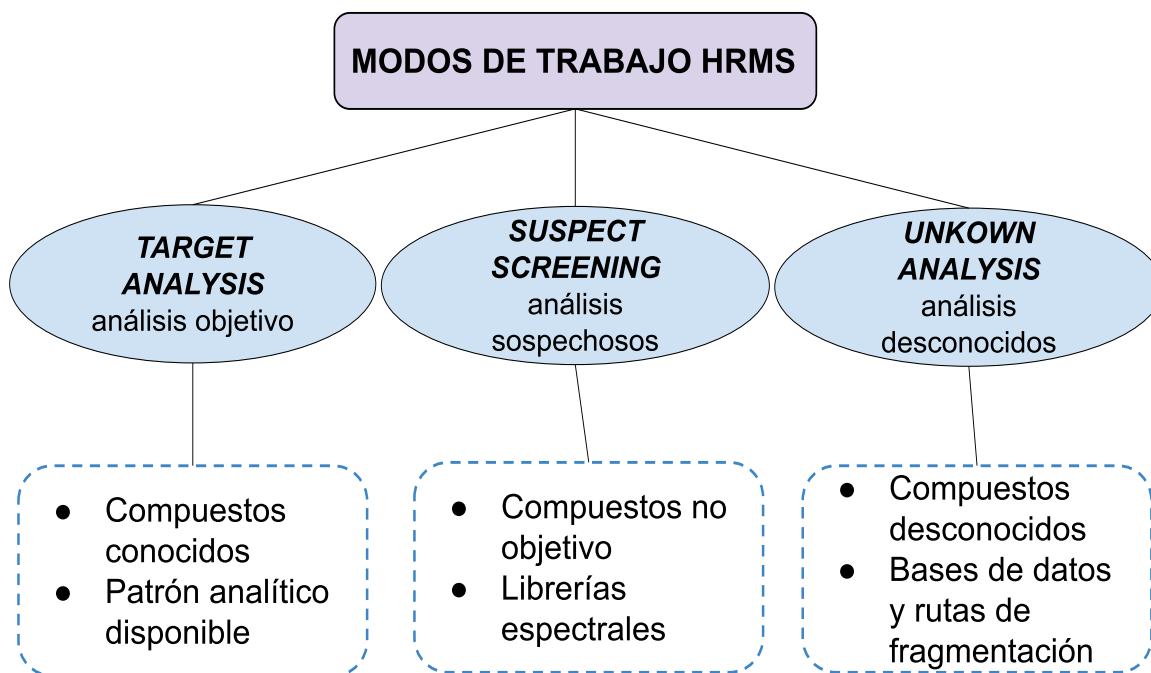 MODOS DE TRABAJO HRMS
TARGET
ANALYSIS
análisis objetivo
SUSPECT
SCREENING
análisis
sospechosos
UNKOWN
ANALYSIS
análisis
desconocidos
● Compuestos
conocidos
● Patrón analítico
disponible
● Compuestos no
objetivo
● Librerías
espectrales
● Compuestos
desconocidos
● Bases de datos
y rutas de
fragmentación